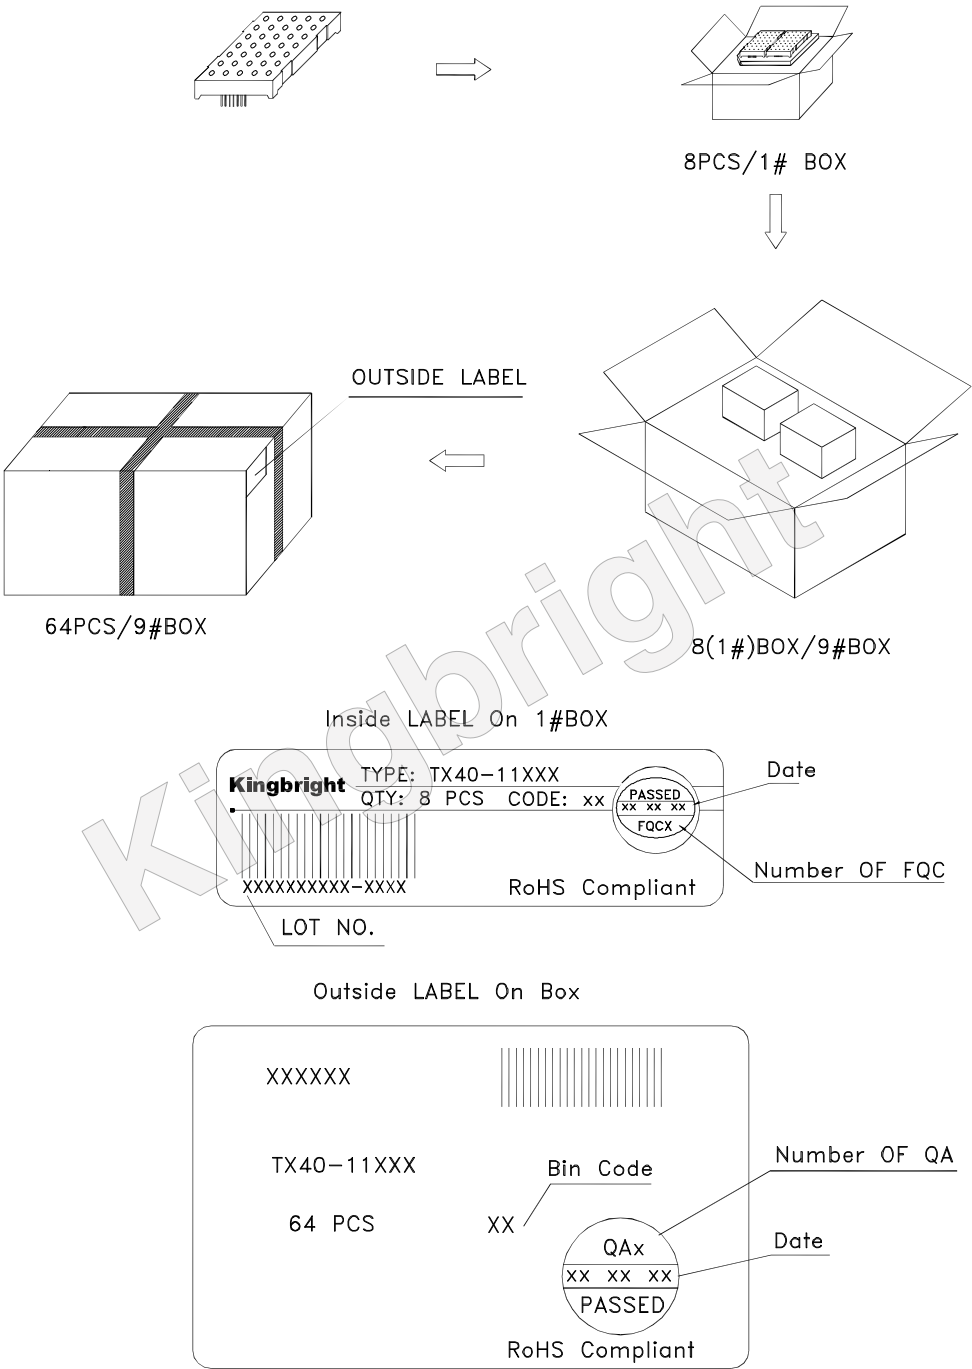 8PCS/1# BOX
OUTSIDE LABEL
64PCS/9#BOX
8(1#)BOX/9#BOX
Kingbright
Inside LABEL On 1#BOX
Kingbright
TYPE: TX40-11XXX
QTY: 8 PCS CODE: xx
PASSED
xx xx xx
FQCX
Date
Number OF FQC
XXXXXXXXXX-XXXX
RoHS Compliant
LOT NO.
Outside LABEL On Box
XXXXXX
TX40-11XXX
Bin Code
Number OF QA
64 PCS
XX
QAx
Date
xx xx xx
PASSED
RoHS Compliant